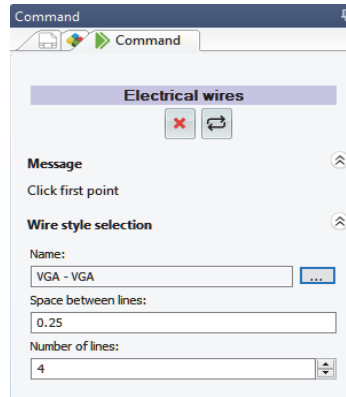 Command
Command
Electrical wires
Message
Click first point
Wire style selection
Name:
VGA - VGA
...
Space between lines:
0.25
Number of lines:
4